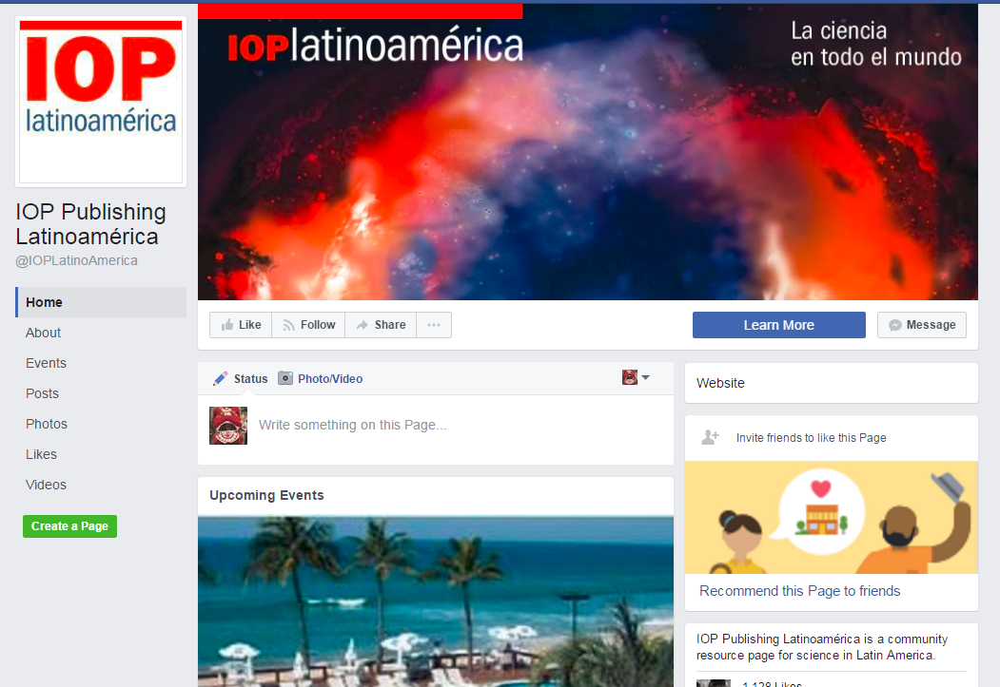 IOP
latinoamérica
IOPlatinoamérica
La ciencia
en todo el mundo
IOP Publishing
Latinoamérica
@IOPLatinoAmerica
Home
About
Events
Posts
Photos
Likes
Videos
Create a Page
Like
Follow
Share
Learn More
Message
Status
Photo/Video
Write something on this Page...
Upcoming Events
Website
Invite friends to like this Page
Recommend this Page to friends
IOP Publishing Latinoamérica is a community
resource page for science in Latin America.
1,128 Likes